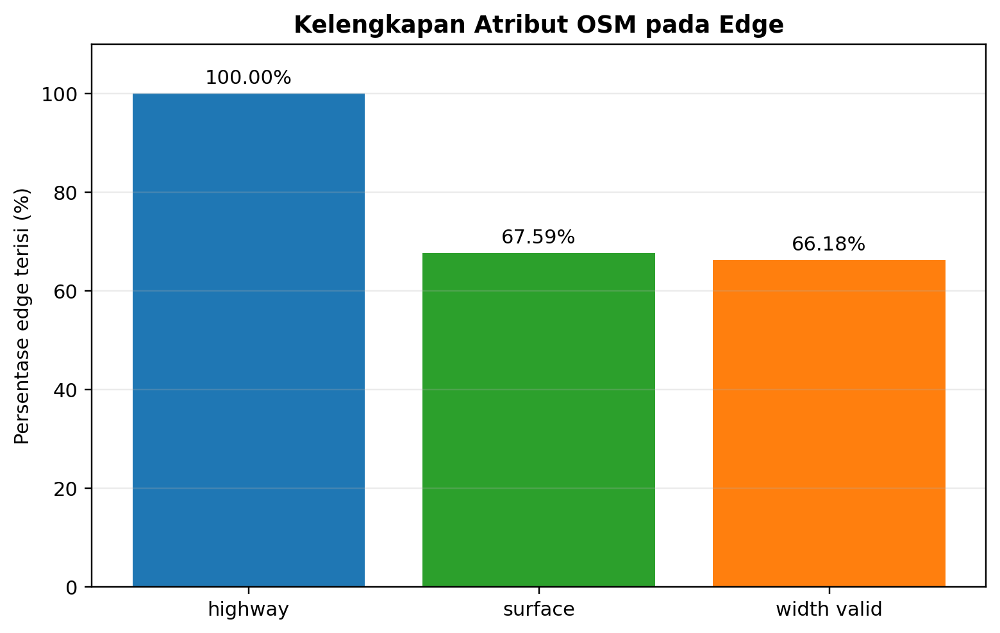 Kelengkapan Atribut OSM pada Edge
Persentase edge terisi (%)
100
80
60
40
20
0
100.00%
67.59%
66.18%
highway
surface
width valid